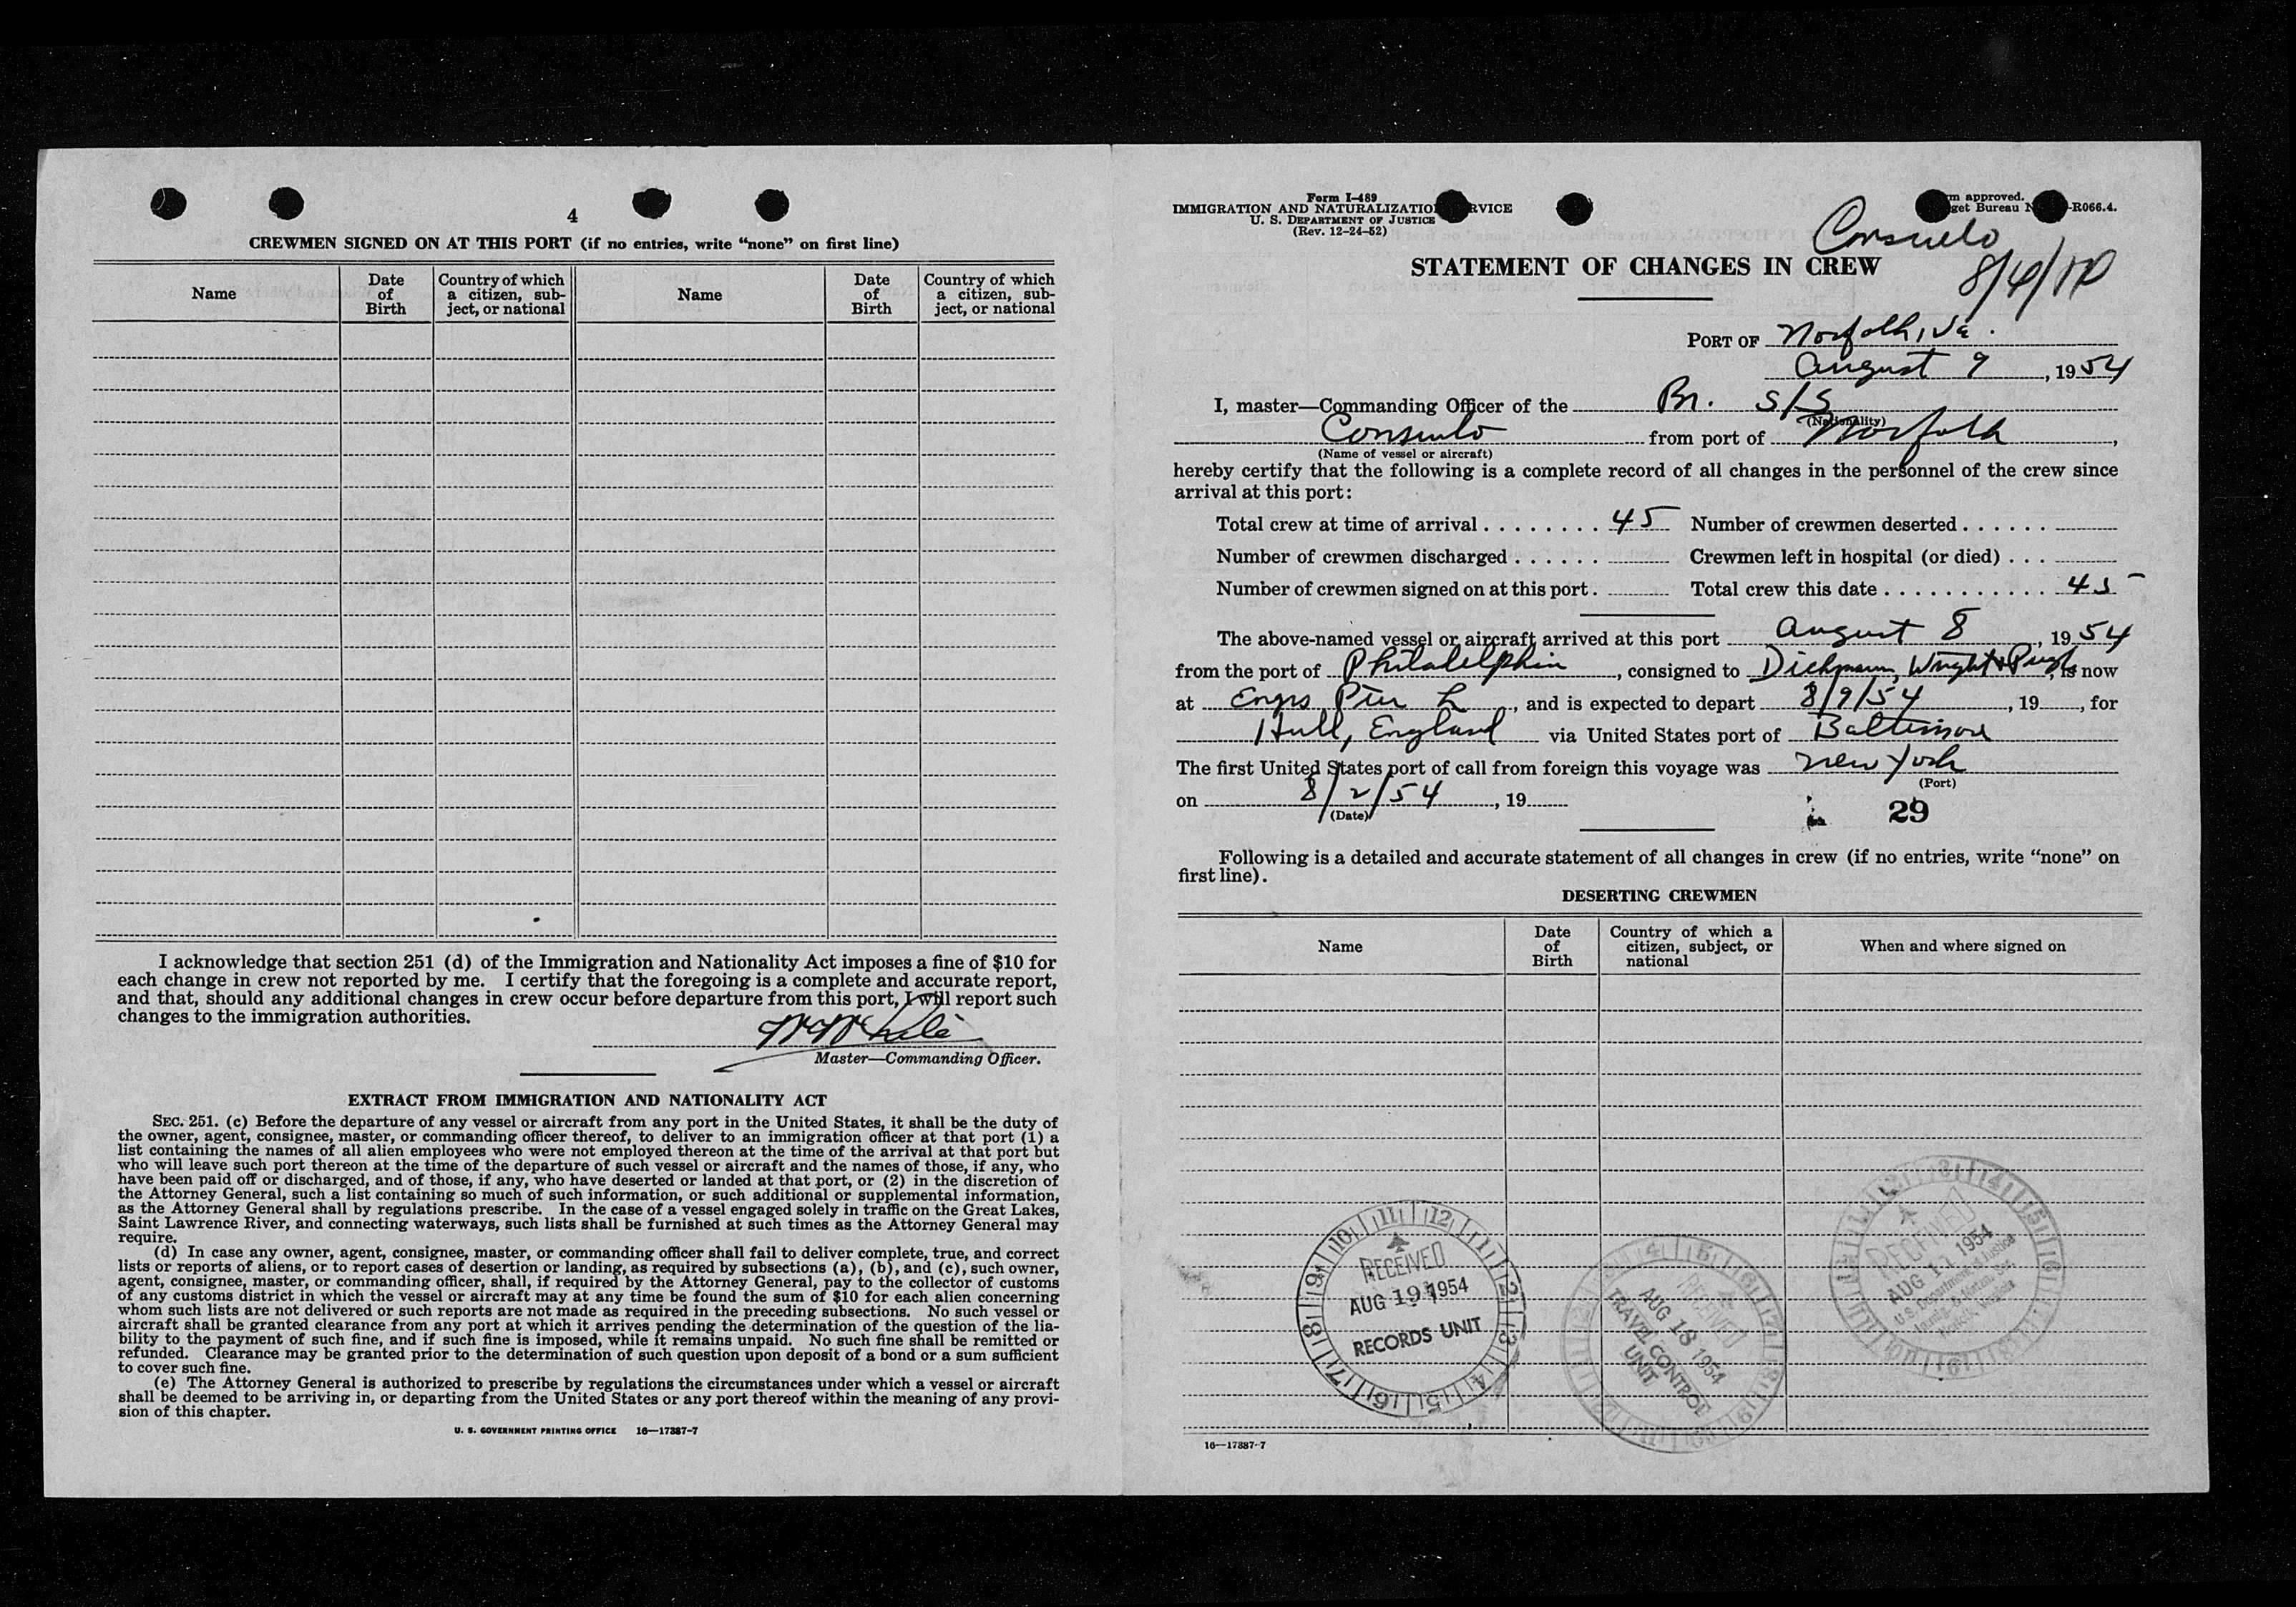 4
CREWMEN SIGNED ON AT THIS PORT (if no entries, write “none” on first line)
Name
Date of Birth
Country of which a citizen, sub-ject, or national
Name
Date of Birth
Country of which a citizen, sub-ject, or national
I acknowledge that section 251 (d) of the Immigration and Nationality Act imposes a fine of $10 for
each change in crew not reported by me. I certify that the foregoing is a complete and accurate report,
and that, should any additional changes in crew occur before departure from this port, I will report such
changes to the immigration authorities.
Master—Commanding Officer.
EXTRACT FROM IMMIGRATION AND NATIONALITY ACT
SEC. 251. (c) Before the departure of any vessel or aircraft from any port in the United States, it shall be the duty of
the owner, agent, consignee, master, or commanding officer thereof, to deliver to an immigration officer at that port (1) a
list containing the names of all alien employees who were not employed thereon at the time of the arrival at that port but
who will leave such port thereon at the time of the departure of such vessel or aircraft and the names of those, if any, who
have been paid off or discharged, and of those, if any, who have deserted or landed at that port, or (2) in the discretion of
the Attorney General, such a list containing so much of such information, or such additional or supplemental information,
as the Attorney General shall by regulations prescribe. In the case of a vessel engaged solely in traffic on the Great Lakes,
Saint Lawrence River, and connecting waterways, such lists shall be furnished at such times as the Attorney General may
require.
(d) In case any owner, agent, consignee, master, or commanding officer shall fail to deliver complete, true, and correct
lists or reports of aliens, or to report cases of desertion or landing, as required by subsections (a), (b), and (c), such owner,
agent, consignee, master, or commanding officer, shall, if required by the Attorney General, pay to the collector of customs
of any customs district in which the vessel or aircraft may at any time be found the sum of $10 for each alien concerning
whom such lists are not delivered or such reports are not made as required in the preceding subsections. No such vessel or
aircraft shall be granted clearance from any port at which it arrives pending the determination of the question of the lia-
bility to the payment of such fine, and if such fine is imposed, while it remains unpaid. No such fine shall be remitted or
refunded. Clearance may be granted prior to the determination of such question upon deposit of a bond or a sum sufficient
to cover such fine.
(e) The Attorney General is authorized to prescribe by regulations the circumstances under which a vessel or aircraft
shall be deemed to be arriving in, or departing from the United States or any port thereof within the meaning of any provi-
sion of this chapter.
U. S. GOVERNMENT PRINTING OFFICE 16—17387-7
Form I-489
IMMIGRATION AND NATURALIZATIO RVICE
U. S. DEPARTMENT OF JUSTICE
(Rev. 12-24-52)
m approved.
get Bureau N -R066.4.
Consuelo
STATEMENT OF CHANGES IN CREW
PORT OF Norfolk, Va.
August 9, 1954
I, master—Commanding Officer of the Br. S/S
(Nationality)
Consuelo from port of Norfolk,
(Name of vessel or aircraft)
hereby certify that the following is a complete record of all changes in the personnel of the crew since
arrival at this port:
Total crew at time of arrival . . . . . . . . 45 Number of crewmen deserted . . . . . .
Number of crewmen discharged . . . . . . Crewmen left in hospital (or died) . . .
Number of crewmen signed on at this port . Total crew this date . . . . . . . . . . . 45
The above-named vessel or aircraft arrived at this port August 8, 1954
from the port of Philadelphia, consigned to Dichmann, Wright & Pugh, is now
at Engrs Pier L, and is expected to depart 8/9/54, 19 , for
Hull, England via United States port of Baltimore
The first United States port of call from foreign this voyage was New York
(Port)
on 8/2/54, 19
(Date)
29
Following is a detailed and accurate statement of all changes in crew (if no entries, write “none” on
first line).
DESERTING CREWMEN
Name
Date of Birth
Country of which a citizen, subject, or national
When and where signed on
RECEIVED
AUG 19 1954
RECORDS UNIT
RECEIVED
AUG 18 1954
TRAVEL CONTROL
UNIT
RECEIVED
AUG 11 1954
U.S. Department of Justice
Norfolk, Virginia
16—17387-7